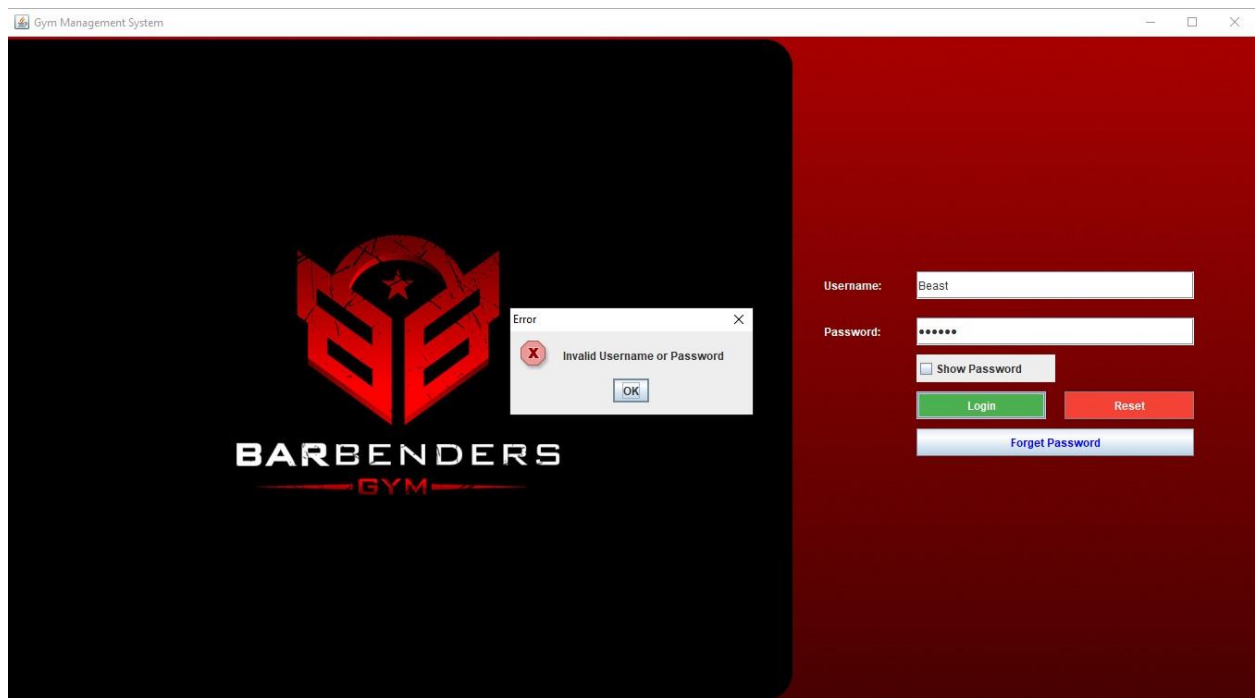 Gym Management System
BARBENDERS
GYM
Error
Invalid Username or Password
OK
Username: Beast
Password: ••••••
Show Password
Login Reset
Forget Password